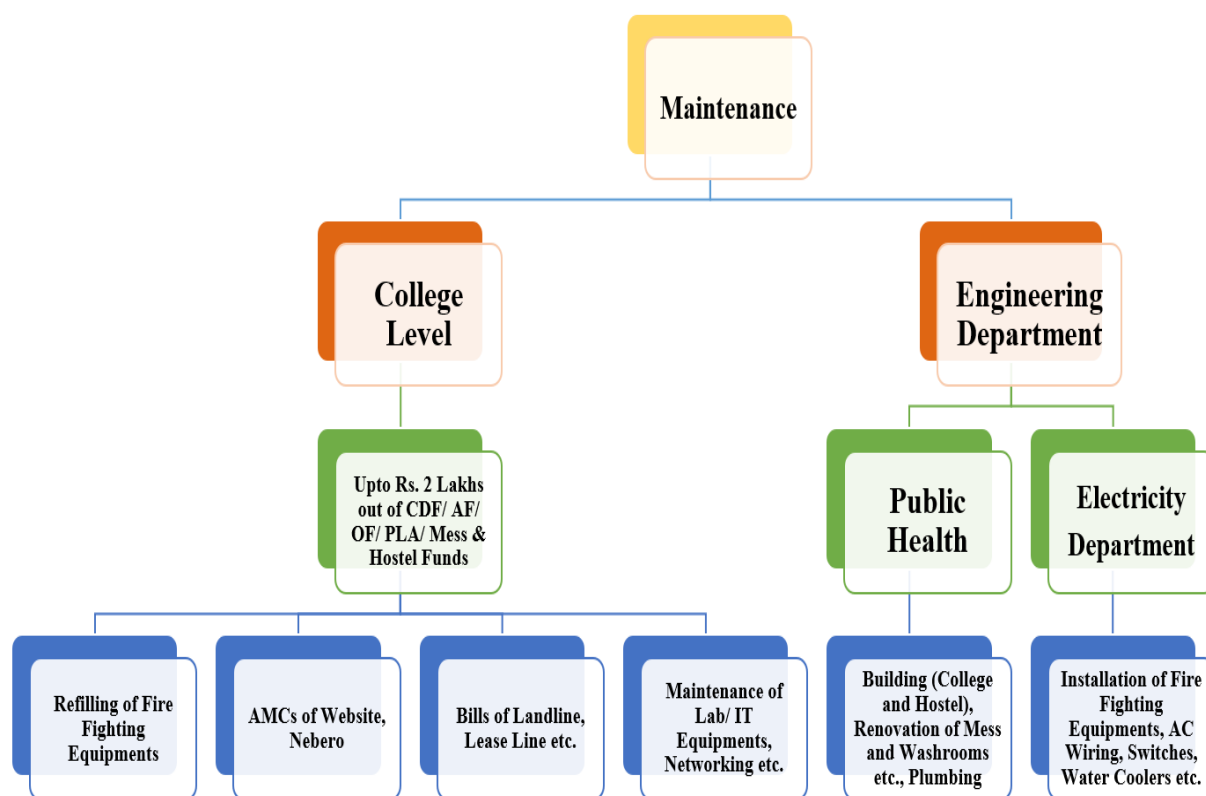 Maintenance
College
Level
Engineering
Department
Upto Rs. 2 Lakhs
out of CDF/ AF/
OF/ PLA/ Mess &
Hostel Funds
Public
Health
Electricity
Department
Refilling of Fire
Fighting
Equipments
AMCs of Website,
Nebero
Bills of Landline,
Lease Line etc.
Maintenance of
Lab/ IT
Equipments,
Networking etc.
Building (College
and Hostel),
Renovation of Mess
and Washrooms
etc., Plumbing
Installation of Fire
Fighting
Equipments, AC
Wiring, Switches,
Water Coolers etc.